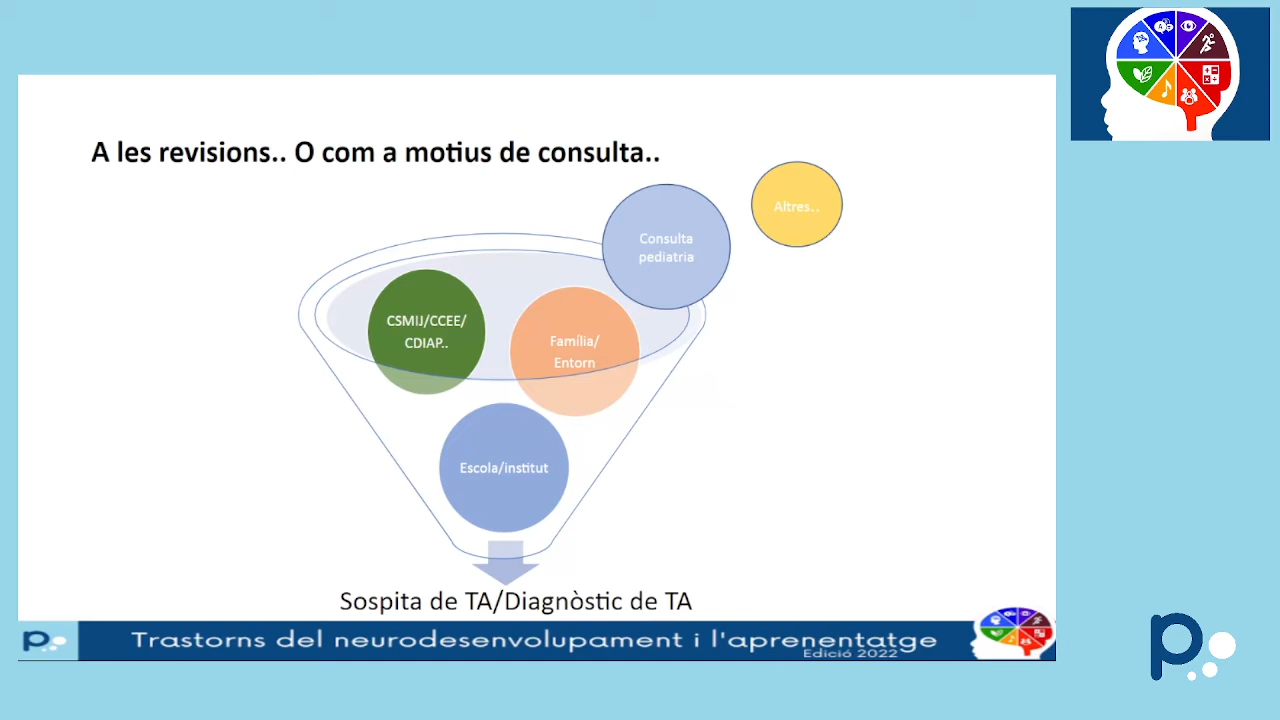 A les revisions.. O com a motius de consulta..
Altres..
Consulta
pediatria
CSMIJ/CCEE/
CDIAP..
Família/
Entorn
Escola/institut
Sospita de TA/Diagnòstic de TA
p
Trastorns del neurodesenvolupament i l'aprenentatge
Edició 2022
p